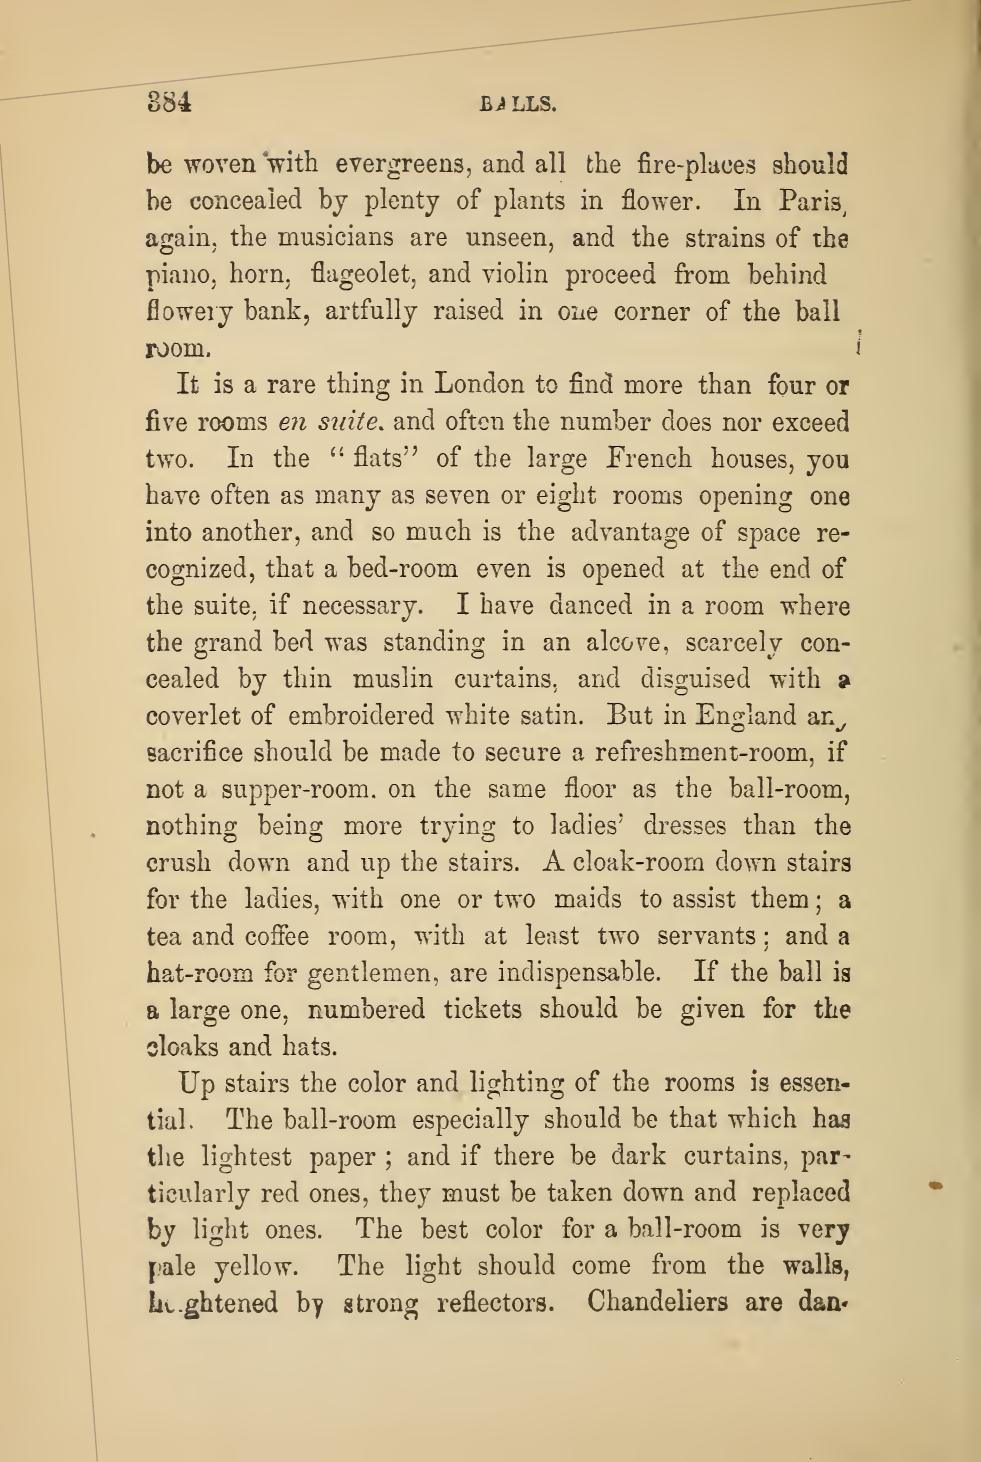 384 BALLS.
be woven with evergreens, and all the fire-places should
be concealed by plenty of plants in flower. In Paris,
again, the musicians are unseen, and the strains of the
piano, horn, flageolet, and violin proceed from behind
flowery bank, artfully raised in one corner of the ball
room.
It is a rare thing in London to find more than four or
five rooms en suite. and often the number does nor exceed
two. In the “ flats” of the large French houses, you
have often as many as seven or eight rooms opening one
into another, and so much is the advantage of space re-
cognized, that a bed-room even is opened at the end of
the suite, if necessary. I have danced in a room where
the grand bed was standing in an alcove, scarcely con-
cealed by thin muslin curtains, and disguised with a
coverlet of embroidered white satin. But in England any
sacrifice should be made to secure a refreshment-room, if
not a supper-room. on the same floor as the ball-room,
nothing being more trying to ladies’ dresses than the
crush down and up the stairs. A cloak-room down stairs
for the ladies, with one or two maids to assist them; a
tea and coffee room, with at least two servants; and a
hat-room for gentlemen, are indispensable. If the ball is
a large one, numbered tickets should be given for the
cloaks and hats.
Up stairs the color and lighting of the rooms is essen-
tial. The ball-room especially should be that which has
the lightest paper; and if there be dark curtains, par-
ticularly red ones, they must be taken down and replaced
by light ones. The best color for a ball-room is very
pale yellow. The light should come from the walls,
heightened by strong reflectors. Chandeliers are dan-